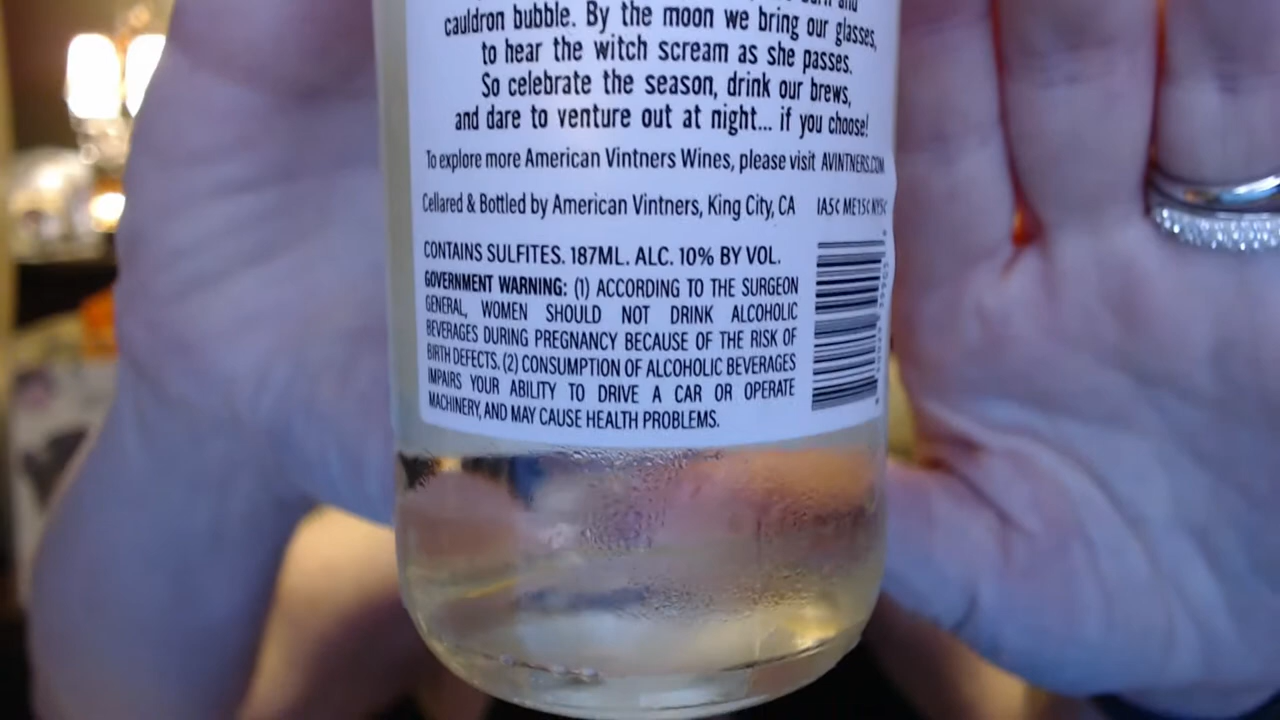 and
cauldron bubble. By the moon we bring our glasses,
to hear the witch scream as she passes.
So celebrate the season, drink our brews,
and dare to venture out at night... if you choose!
To explore more American Vintners Wines, please visit AVINTNERS.COM
Cellared & Bottled by American Vintners, King City, CA IA5¢ ME15¢ NY5¢
CONTAINS SULFITES. 187ML. ALC. 10% BY VOL.
GOVERNMENT WARNING: (1) ACCORDING TO THE SURGEON
GENERAL, WOMEN SHOULD NOT DRINK ALCOHOLIC
BEVERAGES DURING PREGNANCY BECAUSE OF THE RISK OF
BIRTH DEFECTS. (2) CONSUMPTION OF ALCOHOLIC BEVERAGES
IMPAIRS YOUR ABILITY TO DRIVE A CAR OR OPERATE
MACHINERY, AND MAY CAUSE HEALTH PROBLEMS.